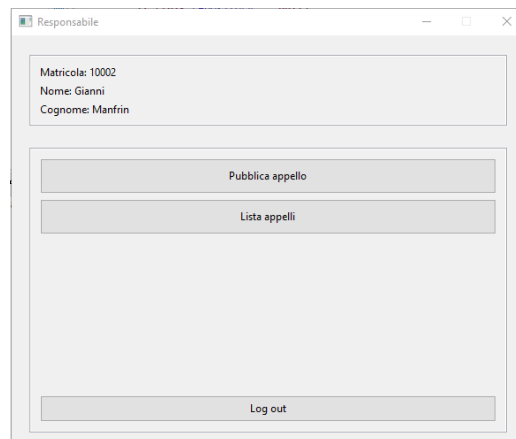 Responsabile
Matricola: 10002
Nome: Gianni
Cognome: Manfrin
Pubblica appello
Lista appelli
Log out